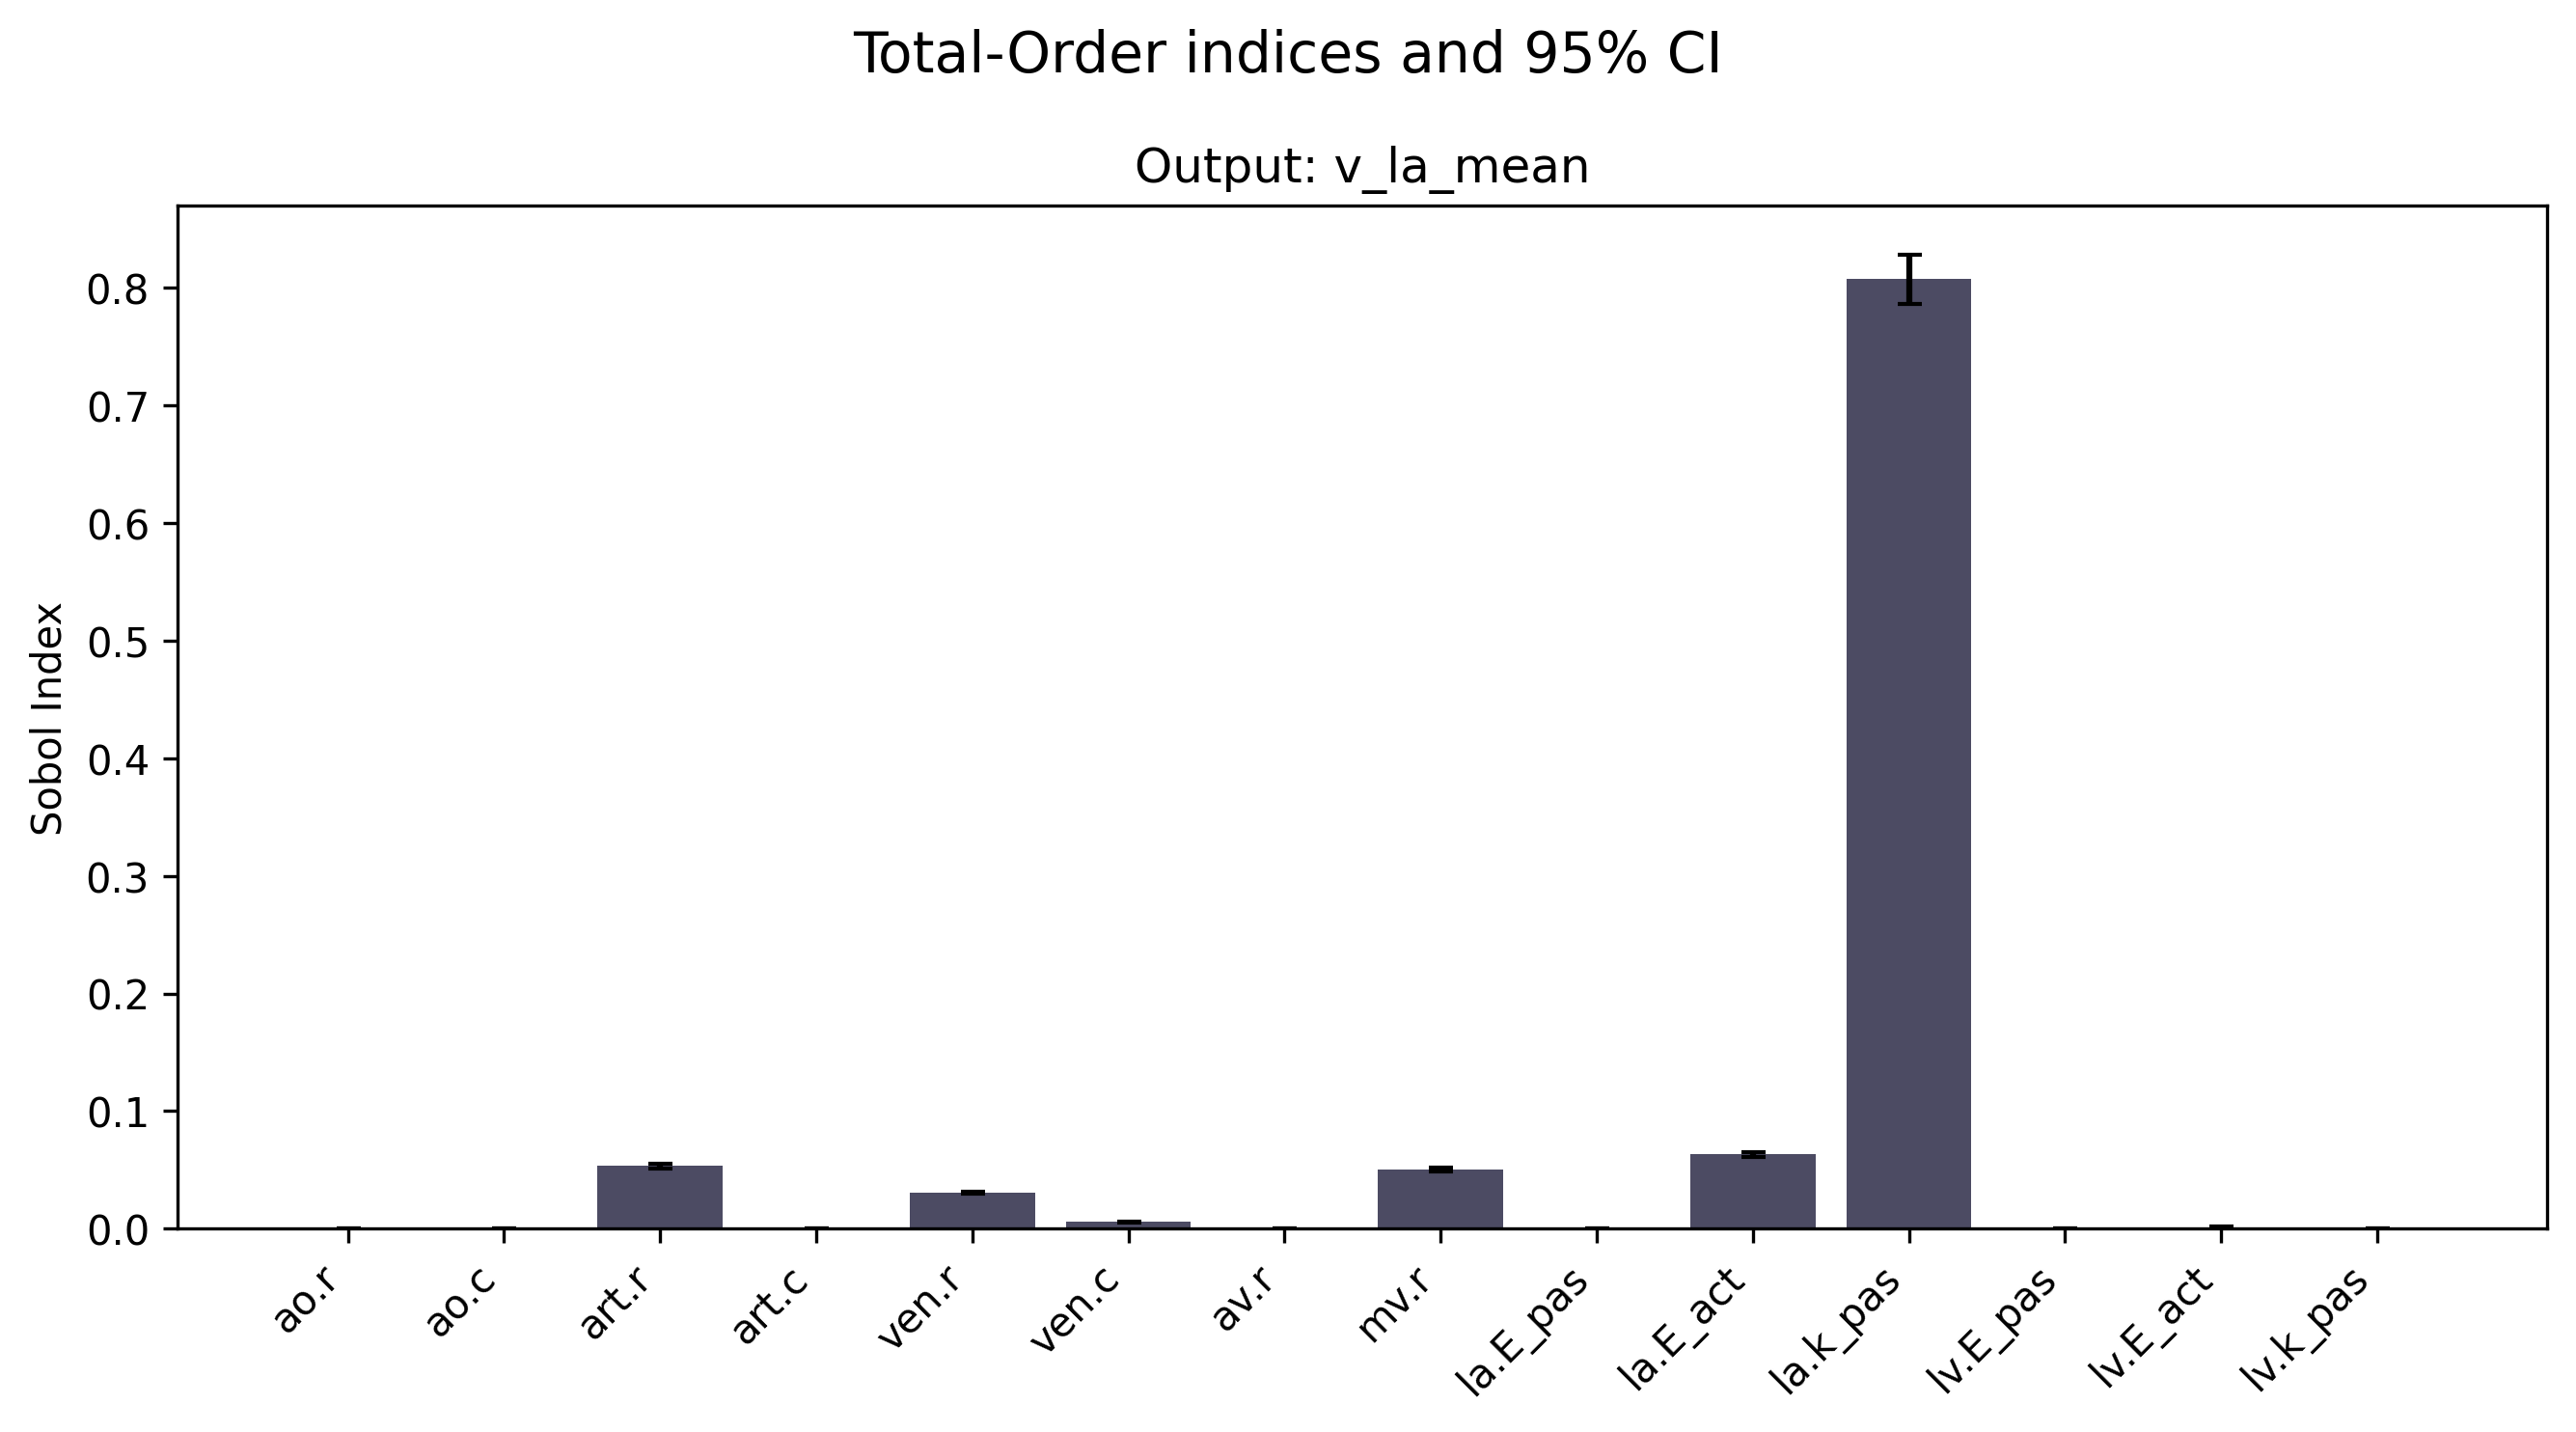 Total-Order indices and 95% CI
Output: v_la_mean
Sobol Index
0.8
0.7
0.6
0.5
0.4
0.3
0.2
0.1
0.0
ao.r
ao.c
art.r
art.c
ven.r
ven.c
av.r
mv.r
la.E_pas
la.E_act
la.k_pas
lv.E_pas
lv.E_act
lv.k_pas